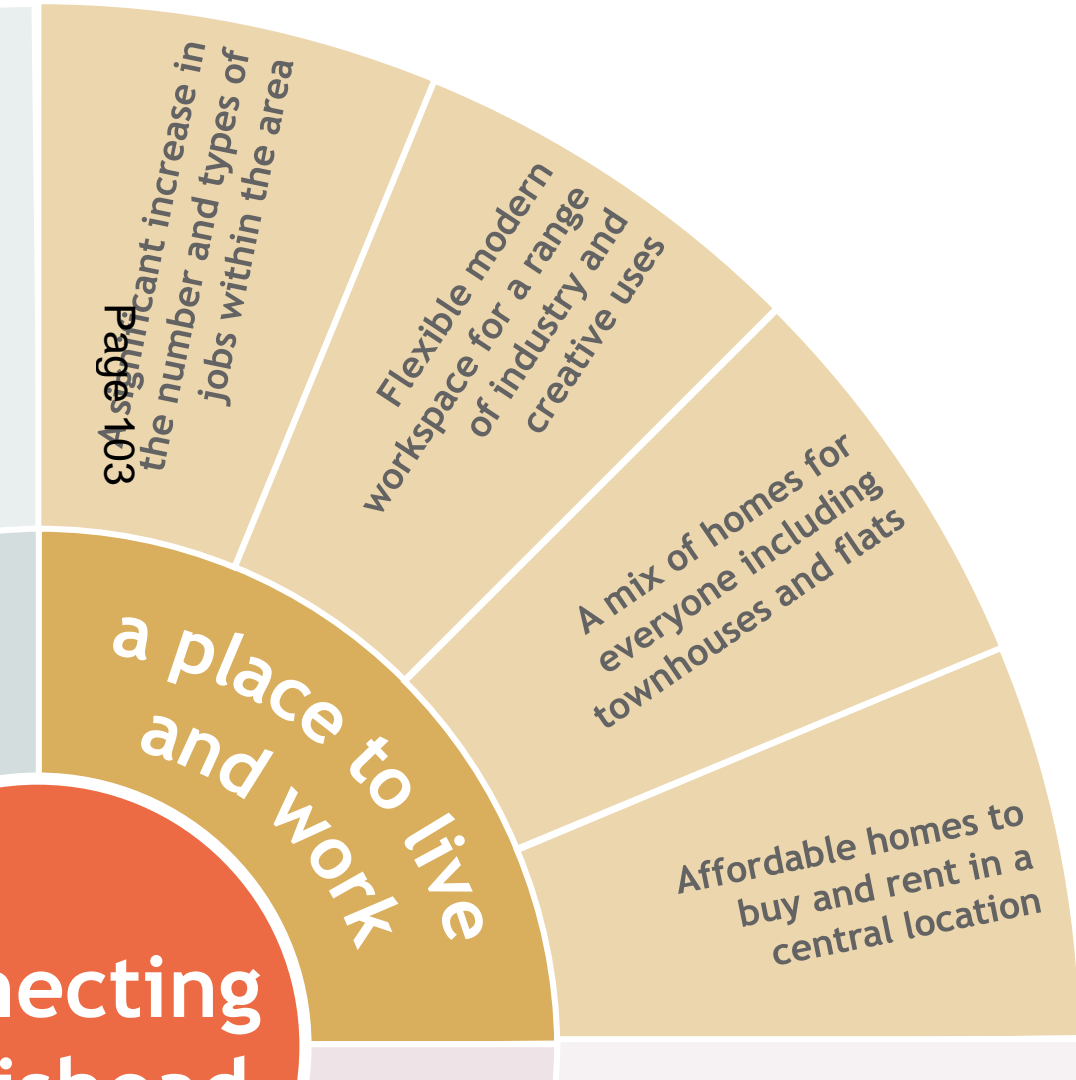 A significant increase in
the number and types of
jobs within the area
Page 103
Flexible modern
workspace for a range
of industry and
creative uses
A mix of homes for
everyone including
townhouses and flats
Affordable homes to
buy and rent in a
central location
a place to live
and work
necting
ishead